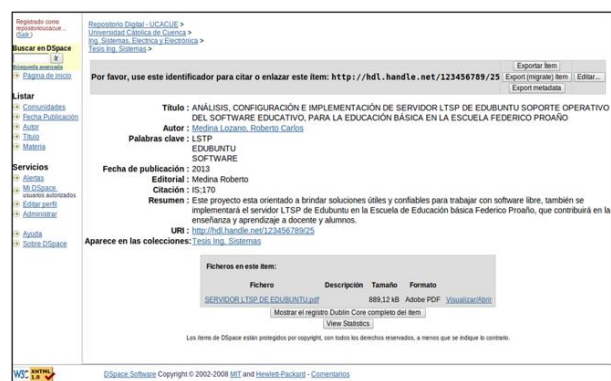 Registrado como
repositorioucacue...
(Salir)
Buscar en DSpace
Ir
Búsqueda avanzada
Página de inicio
Listar
Comunidades
Fecha Publicación
Autor
Título
Materia
Servicios
Alertas
Mi DSpace
usuarios autorizados
Editar perfil
Administrar
Ayuda
Sobre DSpace
Repositorio Digital - UCACUE >
Universidad Católica de Cuenca >
Ing. Sistemas, Eléctrica y Electrónica >
Tesis Ing. Sistemas >
Por favor, use este identificador para citar o enlazar este ítem: http://hdl.handle.net/123456789/25
Exportar ítem
Export (migrate) item
Editar...
Export metadata
Título : ANÁLISIS, CONFIGURACIÓN E IMPLEMENTACIÓN DE SERVIDOR LTSP DE EDUBUNTU SOPORTE OPERATIVO
DEL SOFTWARE EDUCATIVO, PARA LA EDUCACIÓN BÁSICA EN LA ESCUELA FEDERICO PROAÑO
Autor : Medina Lozano, Roberto Carlos
Palabras clave : LSTP
EDUBUNTU
SOFTWARE
Fecha de publicación : 2013
Editorial : Medina Roberto
Citación : IS;170
Resumen : Este proyecto esta orientado a brindar soluciones útiles y confiables para trabajar con software libre, también se
implementará el servidor LTSP de Edubuntu en la Escuela de Educación básica Federico Proaño, que contribuirá en la
enseñanza y aprendizaje a docente y alumnos.
URI : http://hdl.handle.net/123456789/25
Aparece en las colecciones: Tesis Ing. Sistemas
Ficheros en este ítem:
Fichero Descripción Tamaño Formato
SERVIDOR LTSP DE EDUBUNTU.pdf 889,12 kB Adobe PDF Visualizar/Abrir
Mostrar el registro Dublin Core completo del ítem
View Statistics
Los ítems de DSpace están protegidos por copyright, con todos los derechos reservados, a menos que se indique lo contrario.
W3C XHTML 1.0
DSpace Software Copyright © 2002-2008 MIT and Hewlett-Packard - Comentarios